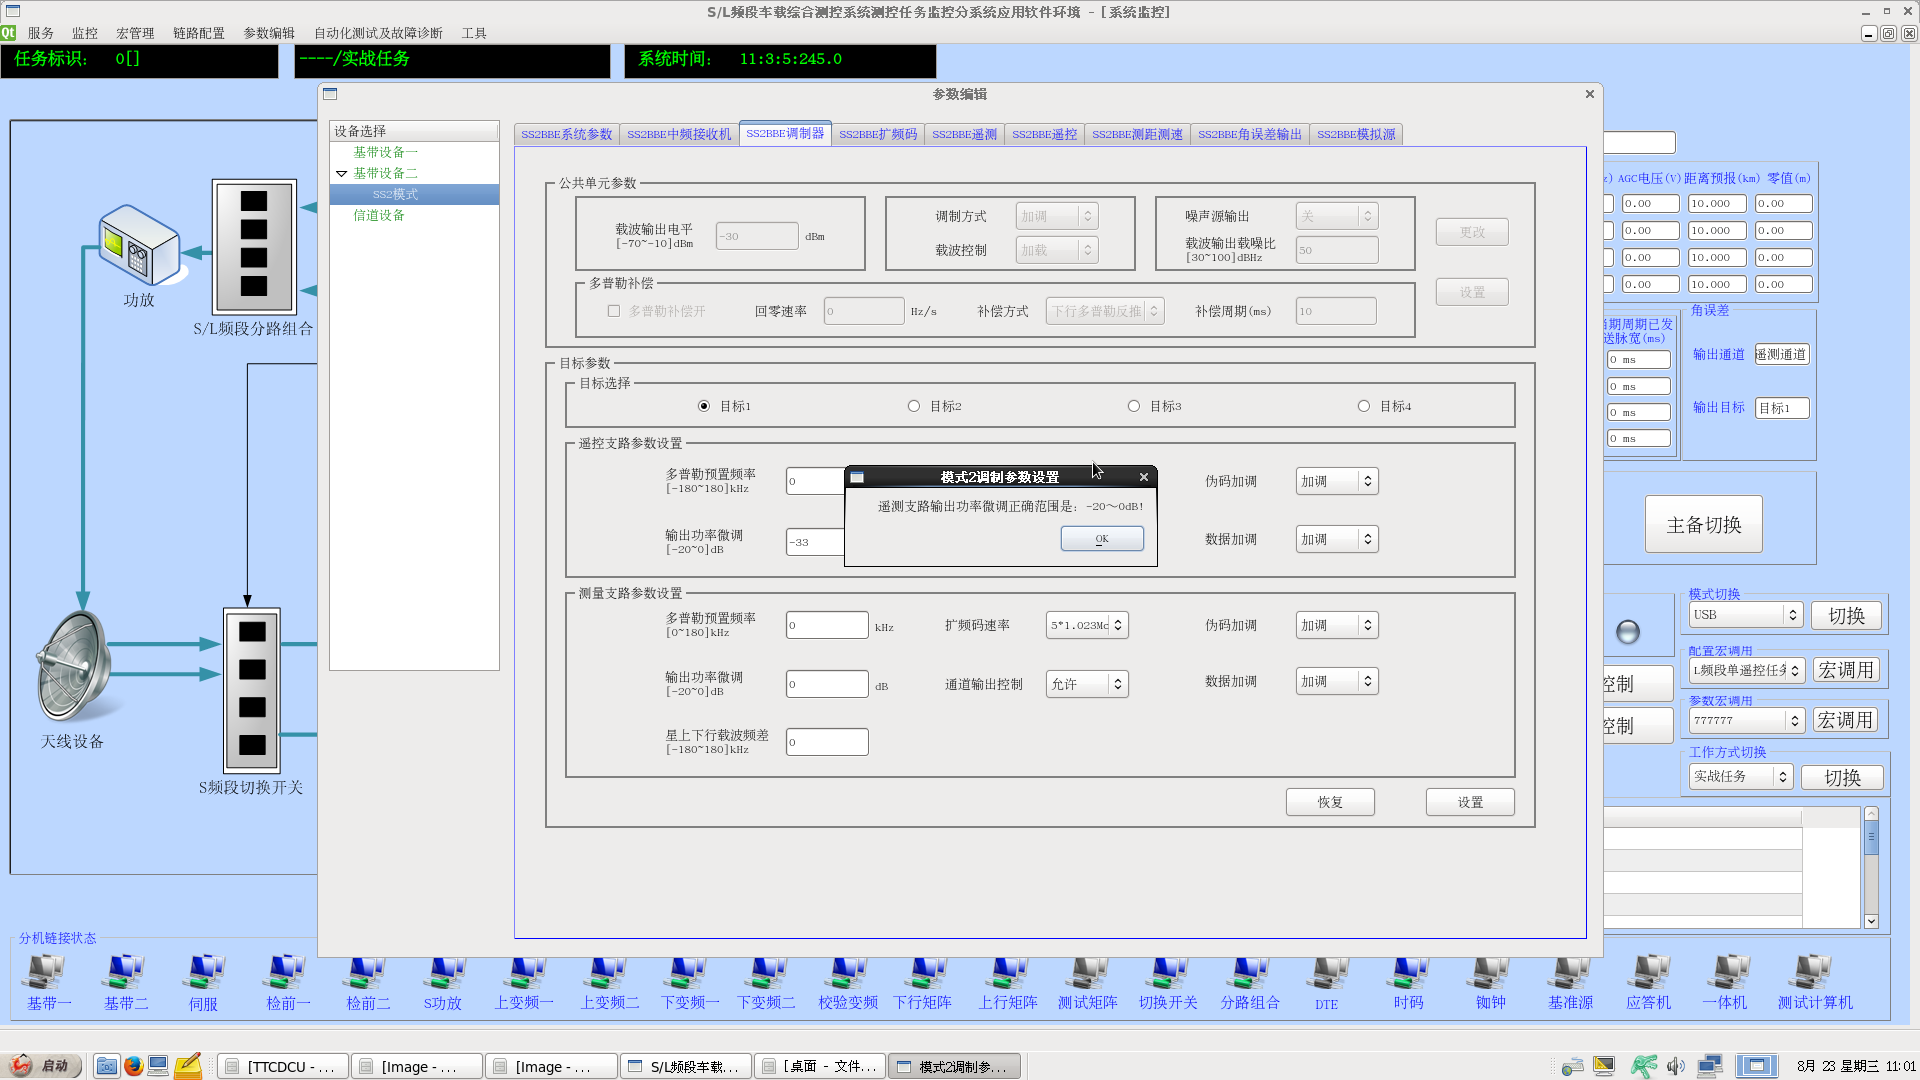 S/L频段车载综合测控系统测控任务监控分系统应用软件环境 - [系统监控]
服务 监控 宏管理 链路配置 参数编辑 自动化测试及故障诊断 工具
任务标识: 0[]
----/实战任务
系统时间: 11:3:5:245.0
参数编辑
设备选择
基带设备一
基带设备二
SS2模式
信道设备
SS2BBE系统参数 SS2BBE中频接收机 SS2BBE调制器 SS2BBE扩频码 SS2BBE遥测 SS2BBE遥控 SS2BBE测距测速 SS2BBE角误差输出 SS2BBE模拟源
公共单元参数
载波输出电平
[-70~-10]dBm
-30
dBm
调制方式 加调
载波控制 加载
噪声源输出 关
载波输出载噪比
[30~100]dBHz
50
更改
设置
多普勒补偿
多普勒补偿开 回零速率 0 Hz/s 补偿方式 下行多普勒反推 补偿周期(ms) 10
目标参数
目标选择
目标1 目标2 目标3 目标4
遥控支路参数设置
多普勒预置频率
[-180~180]kHz
0
伪码加调 加调
输出功率微调
[-20~0]dB
-33
数据加调 加调
模式2调制参数设置
遥测支路输出功率微调正确范围是: -20～0dB!
OK
测量支路参数设置
多普勒预置频率
[0~180]kHz
0 kHz
扩频码速率 5*1.023Mc
伪码加调 加调
输出功率微调
[-20~0]dB
0 dB
通道输出控制 允许
数据加调 加调
星上下行载波频差
[-180~180]kHz
0
恢复 设置
功放
S/L频段分路组合
天线设备
S频段切换开关
AGC电压(V) 距离预报(km) 零值(m)
0.00 10.000 0.00
0.00 10.000 0.00
0.00 10.000 0.00
0.00 10.000 0.00
期周期已发
送脉宽(ms)
0 ms
0 ms
0 ms
0 ms
角误差
输出通道 遥测通道
输出目标 目标1
主备切换
模式切换
USB 切换
配置宏调用
L频段单遥控任务 宏调用
参数宏调用
777777 宏调用
工作方式切换
实战任务 切换
控制
控制
分机链接状态
基带一 基带二 伺服 检前一 检前二 S功放 上变频一 上变频二 下变频一 下变频二 校验变频 下行矩阵 上行矩阵 测试矩阵 切换开关 分路组合 DTE 时码 铷钟 基准源 应答机 一体机 测试计算机
启动 [TTCDCU - ... [Image - ... [Image - ... S/L频段车载... [桌面 - 文件... 模式2调制参... 8月 23 星期三 11:01